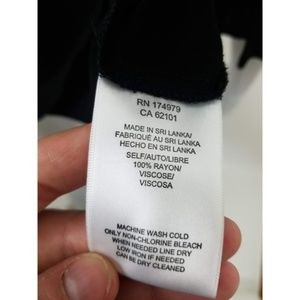 RN 174979
CA 62101
MADE IN SRI LANKA/
FABRIQUÉ AU SRI LANKA
HECHO EN SRI LANKA
SELF/AUTO/LIBRE
100% RAYON/
VISCOSE/
VISCOSA
MACHINE WASH COLD
ONLY NON-CHLORINE BLEACH
WHEN NEEDED LINE DRY
LOW IRON IF NEEDED
CAN BE DRY CLEANED